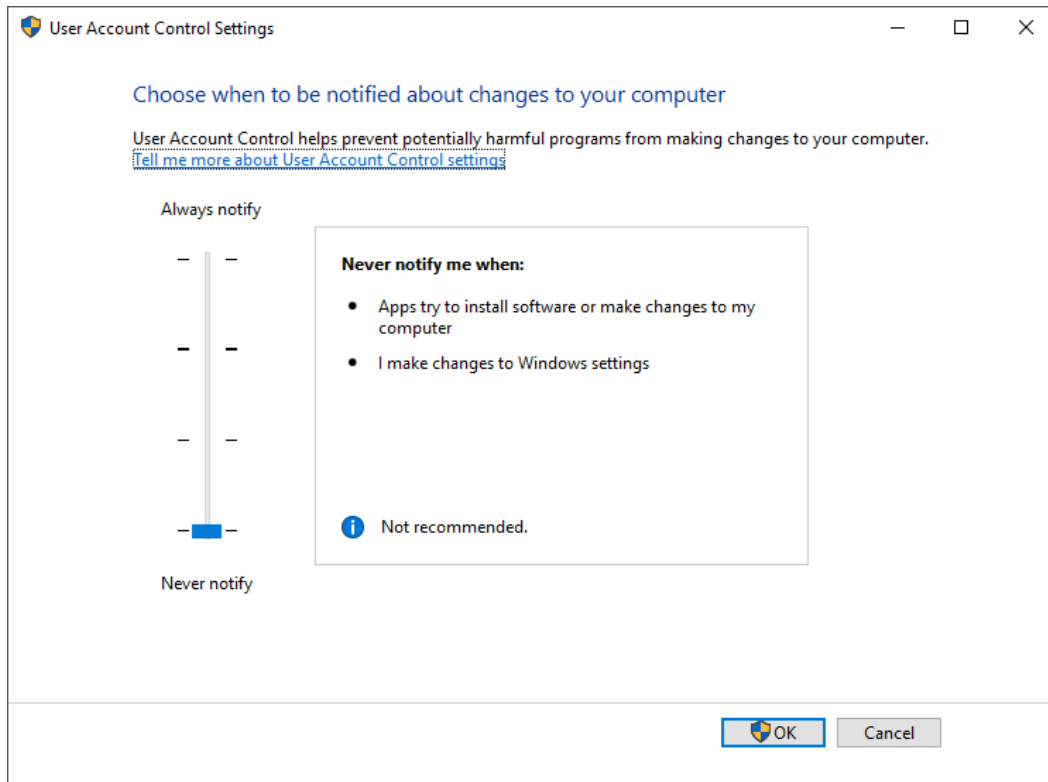 User Account Control Settings
Choose when to be notified about changes to your computer
User Account Control helps prevent potentially harmful programs from making changes to your computer.
Tell me more about User Account Control settings
Always notify
Never notify me when:
• Apps try to install software or make changes to my
computer
• I make changes to Windows settings
Not recommended.
Never notify
OK
Cancel